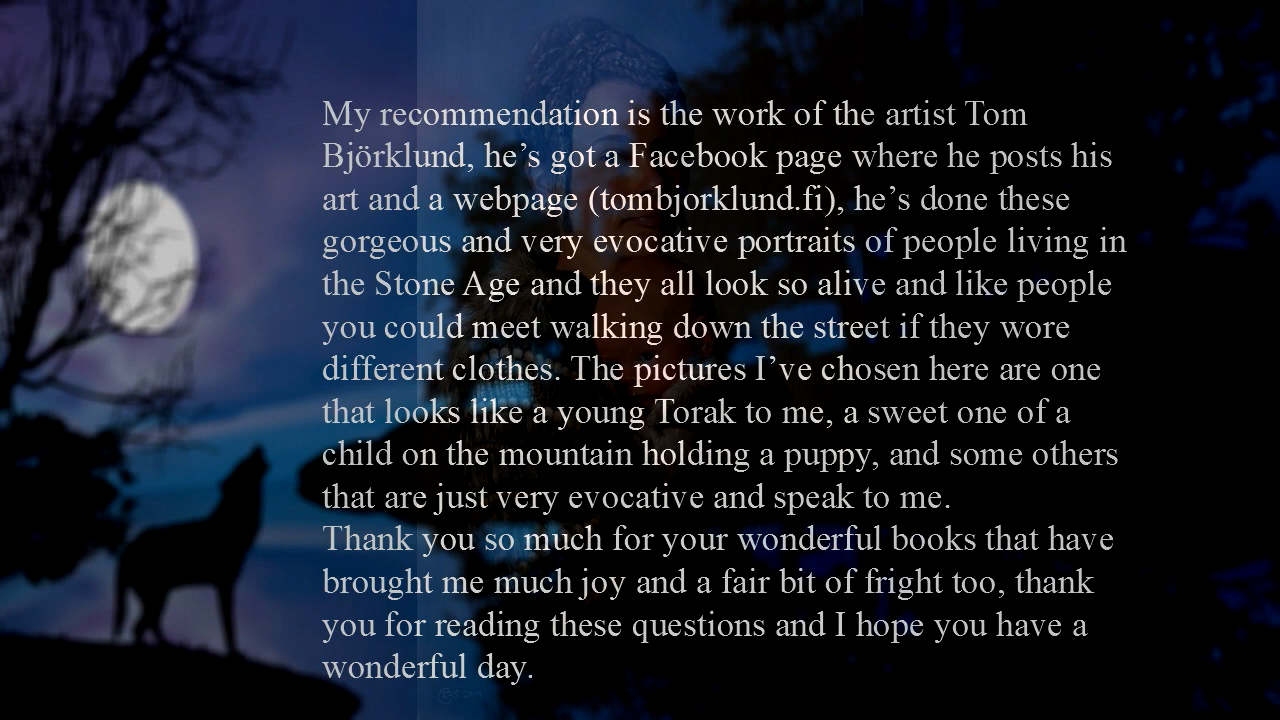 My recommendation is the work of the artist Tom
Björklund, he’s got a Facebook page where he posts his
art and a webpage (tombjorklund.fi), he’s done these
gorgeous and very evocative portraits of people living in
the Stone Age and they all look so alive and like people
you could meet walking down the street if they wore
different clothes. The pictures I’ve chosen here are one
that looks like a young Torak to me, a sweet one of a
child on the mountain holding a puppy, and some others
that are just very evocative and speak to me.
Thank you so much for your wonderful books that have
brought me much joy and a fair bit of fright too, thank
you for reading these questions and I hope you have a
wonderful day.